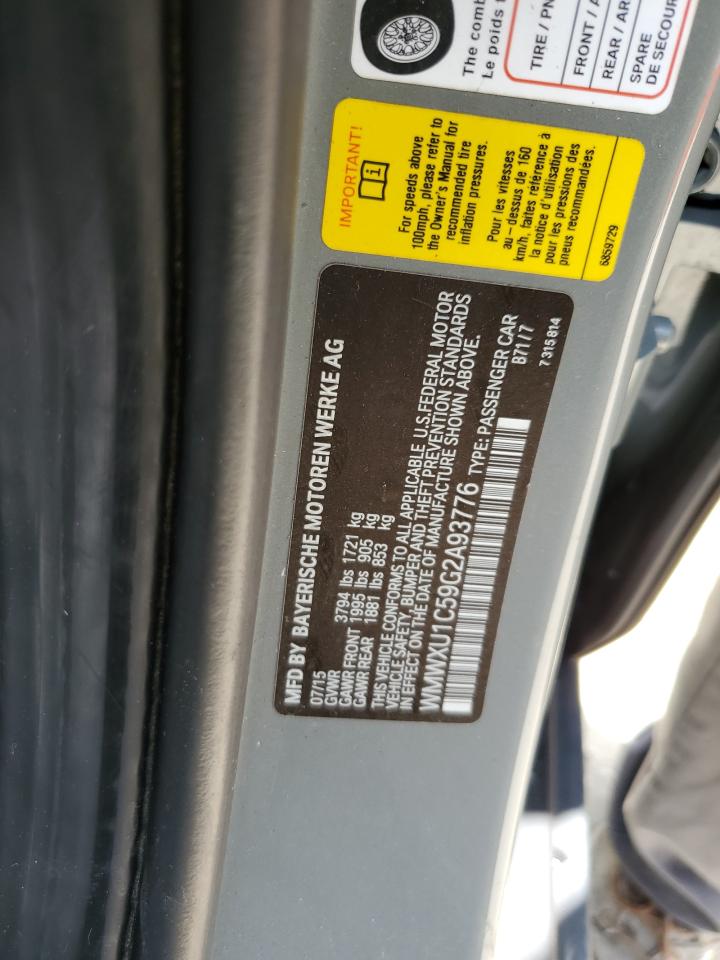 The comb
Le poids t
TIRE / PN
FRONT / A
REAR / AR
SPARE
DE SECOUR
IMPORTANT!
i
For speeds above
100mph, please refer to
the Owner's Manual for
recommended tire
inflation pressures.
Pour les vitesses
au-dessus de 160
km/h, faites référence à
la notice d'utilisation
pour les pressions des
pneus recommandées.
6859729
MFD BY BAYERISCHE MOTOREN WERKE AG
07/15
GVWR 3794 lbs 1721 kg
GAWR FRONT 1995 lbs 905 kg
GAWR REAR 1881 lbs 853 kg
THIS VEHICLE CONFORMS TO ALL APPLICABLE U.S.FEDERAL MOTOR
VEHICLE SAFETY, BUMPER AND THEFT PREVENTION STANDARDS
IN EFFECT ON THE DATE OF MANUFACTURE SHOWN ABOVE.
WMWXU1C59G2A93776 TYPE: PASSENGER CAR
B71/7
7 315 814